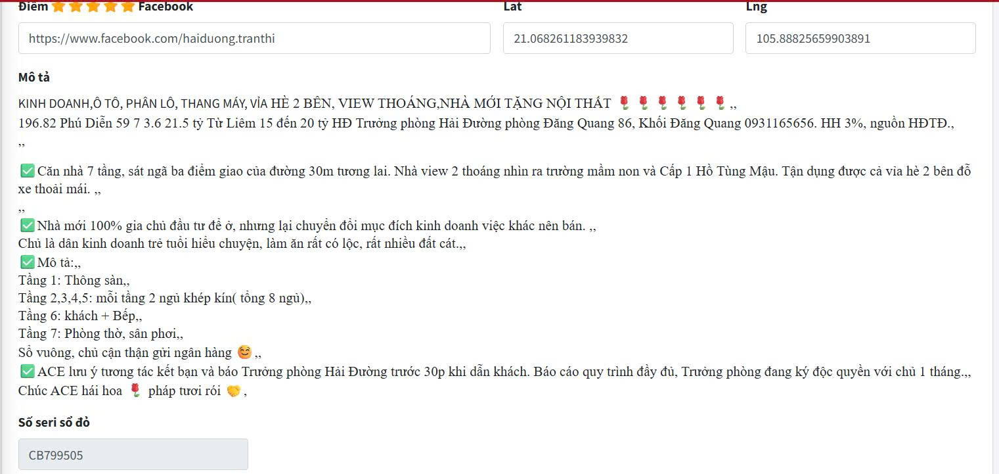 Điểm ⭐⭐⭐⭐⭐ Facebook
Lat
Lng
https://www.facebook.com/haiduong.tranthi
21.068261183939832
105.88825659903891
Mô tả
KINH DOANH,Ô TÔ, PHÂN LÔ, THANG MÁY, VỈA HÈ 2 BÊN, VIEW THOÁNG,NHÀ MỚI TẶNG NỘI THẤT 🌷🌷🌷🌷🌷🌷,,
196.82 Phú Diễn 59 7 3.6 21.5 tỷ Từ Liêm 15 đến 20 tỷ HĐ Trưởng phòng Hải Đường phòng Đăng Quang 86, Khối Đăng Quang 0931165656. HH 3%, nguồn HĐTĐ.,
,,
✅Căn nhà 7 tầng, sát ngã ba điểm giao của đường 30m tương lai. Nhà view 2 thoáng nhìn ra trường mầm non và Cấp 1 Hồ Tùng Mậu. Tận dụng được cả vỉa hè 2 bên đỗ
xe thoải mái. ,,
,,
✅Nhà mới 100% gia chủ đầu tư để ở, nhưng lại chuyển đổi mục đích kinh doanh việc khác nên bán. ,,
Chủ là dân kinh doanh trẻ tuổi hiểu chuyện, làm ăn rất có lộc, rất nhiều đất cát.,,
✅Mô tả:,,
Tầng 1: Thông sàn,,
Tầng 2,3,4,5: mỗi tầng 2 ngủ khép kín( tổng 8 ngủ),,
Tầng 6: khách + Bếp,,
Tầng 7: Phòng thờ, sân phơi,,
Sổ vuông, chủ cận thận gửi ngân hàng 😊,,
✅ACE lưu ý tương tác kết bạn và báo Trưởng phòng Hải Đường trước 30p khi dẫn khách. Báo cáo quy trình đầy đủ, Trưởng phòng đang ký độc quyền với chủ 1 tháng.,,
Chúc ACE hái hoa 🌷 pháp tươi rói 🤝,
Số seri sổ đỏ
CB799505